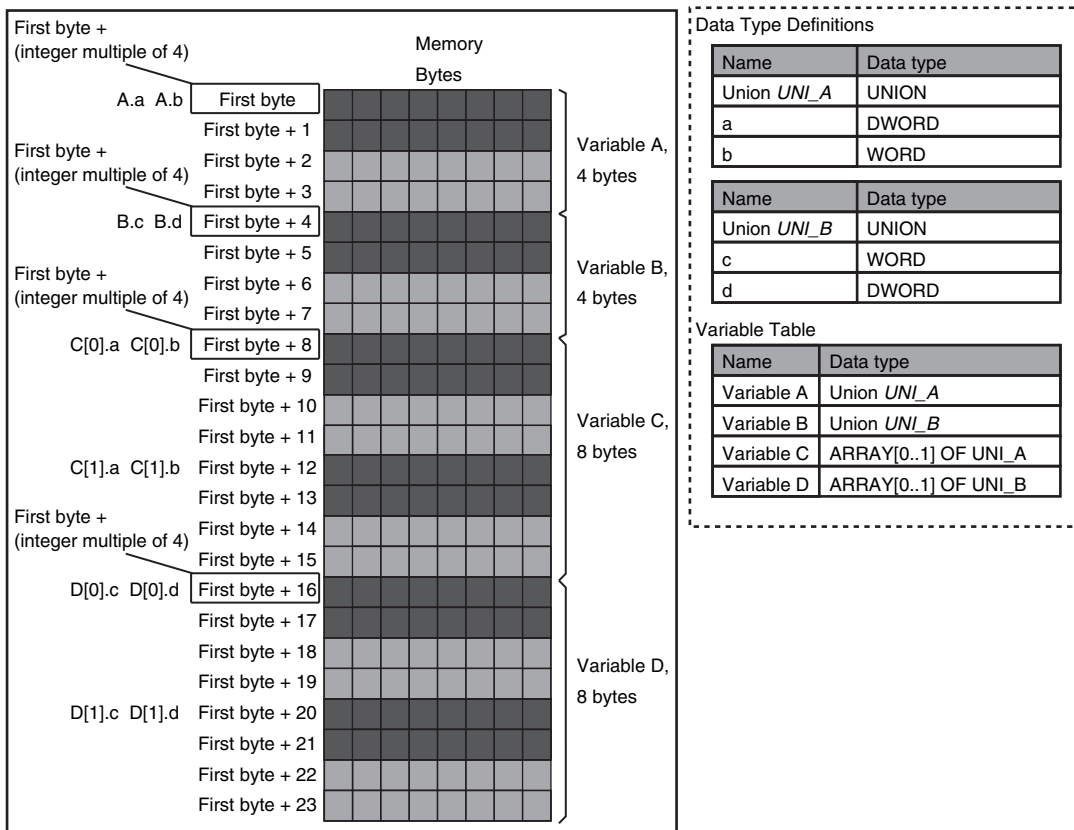 First byte +
(integer multiple of 4)
Memory
Bytes
A.a A.b First byte
First byte + 1
First byte +
(integer multiple of 4)
First byte + 2
First byte + 3
Variable A,
4 bytes
B.c B.d First byte + 4
First byte + 5
First byte +
(integer multiple of 4)
First byte + 6
First byte + 7
Variable B,
4 bytes
C[0].a C[0].b First byte + 8
First byte + 9
First byte + 10
First byte + 11
Variable C,
8 bytes
C[1].a C[1].b First byte + 12
First byte + 13
First byte +
(integer multiple of 4)
First byte + 14
First byte + 15
D[0].c D[0].d First byte + 16
First byte + 17
First byte + 18
First byte + 19
Variable D,
8 bytes
D[1].c D[1].d First byte + 20
First byte + 21
First byte + 22
First byte + 23
Data Type Definitions
Name Data type
Union UNI_A UNION
a DWORD
b WORD
Name Data type
Union UNI_B UNION
c WORD
d DWORD
Variable Table
Name Data type
Variable A Union UNI_A
Variable B Union UNI_B
Variable C ARRAY[0..1] OF UNI_A
Variable D ARRAY[0..1] OF UNI_B